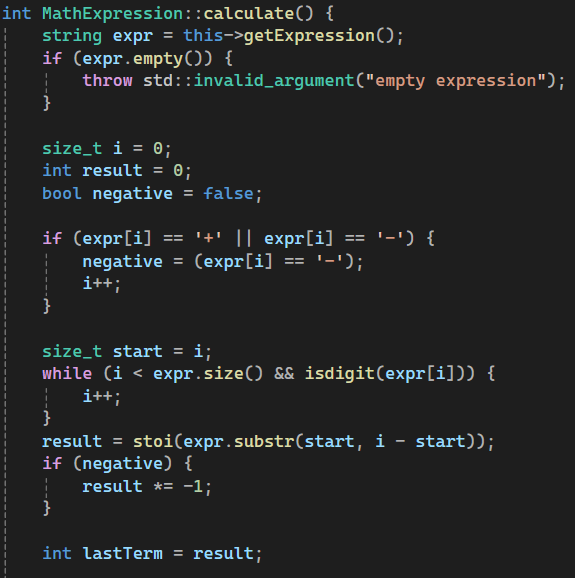 int MathExpression::calculate() {
    string expr = this->getExpression();
    if (expr.empty()) {
        throw std::invalid_argument("empty expression");
    }

    size_t i = 0;
    int result = 0;
    bool negative = false;

    if (expr[i] == '+' || expr[i] == '-') {
        negative = (expr[i] == '-');
        i++;
    }

    size_t start = i;
    while (i < expr.size() && isdigit(expr[i])) {
        i++;
    }
    result = stoi(expr.substr(start, i - start));
    if (negative) {
        result *= -1;
    }

    int lastTerm = result;